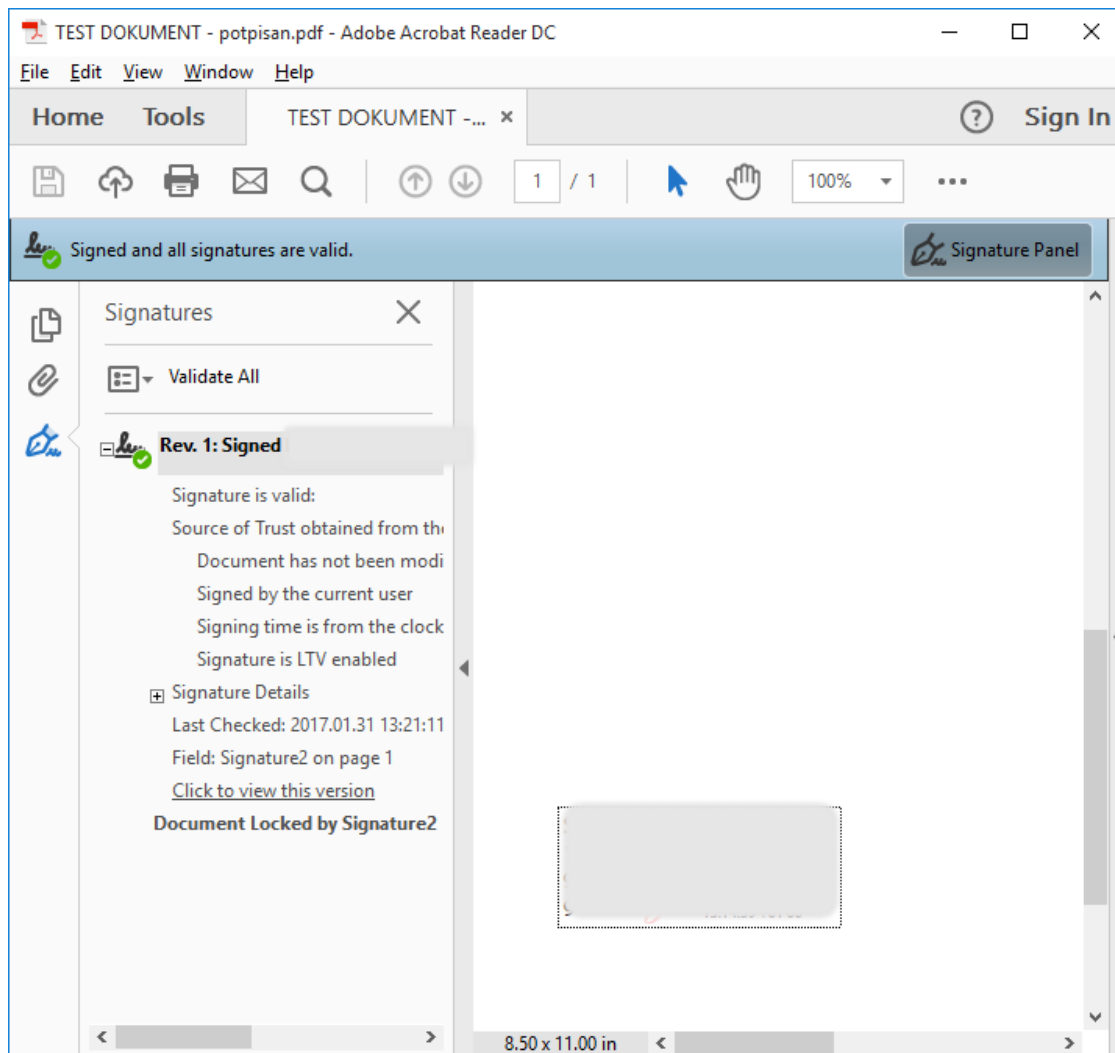 TEST DOKUMENT - potpisan.pdf - Adobe Acrobat Reader DC
File Edit View Window Help
Home Tools TEST DOKUMENT -... × ? Sign In
1 / 1 100%
Signed and all signatures are valid. Signature Panel
Signatures
Validate All
Rev. 1: Signed
Signature is valid:
Source of Trust obtained from the
Document has not been modi
Signed by the current user
Signing time is from the clock
Signature is LTV enabled
Signature Details
Last Checked: 2017.01.31 13:21:11
Field: Signature2 on page 1
Click to view this version
Document Locked by Signature2
8.50 x 11.00 in